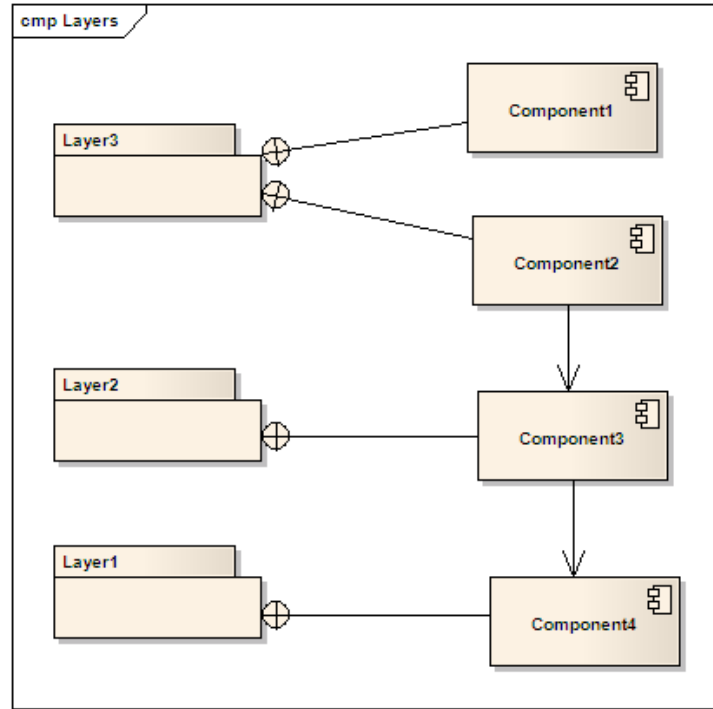 cmp Layers
Component1
Layer3
Component2
Layer2
Component3
Layer1
Component4